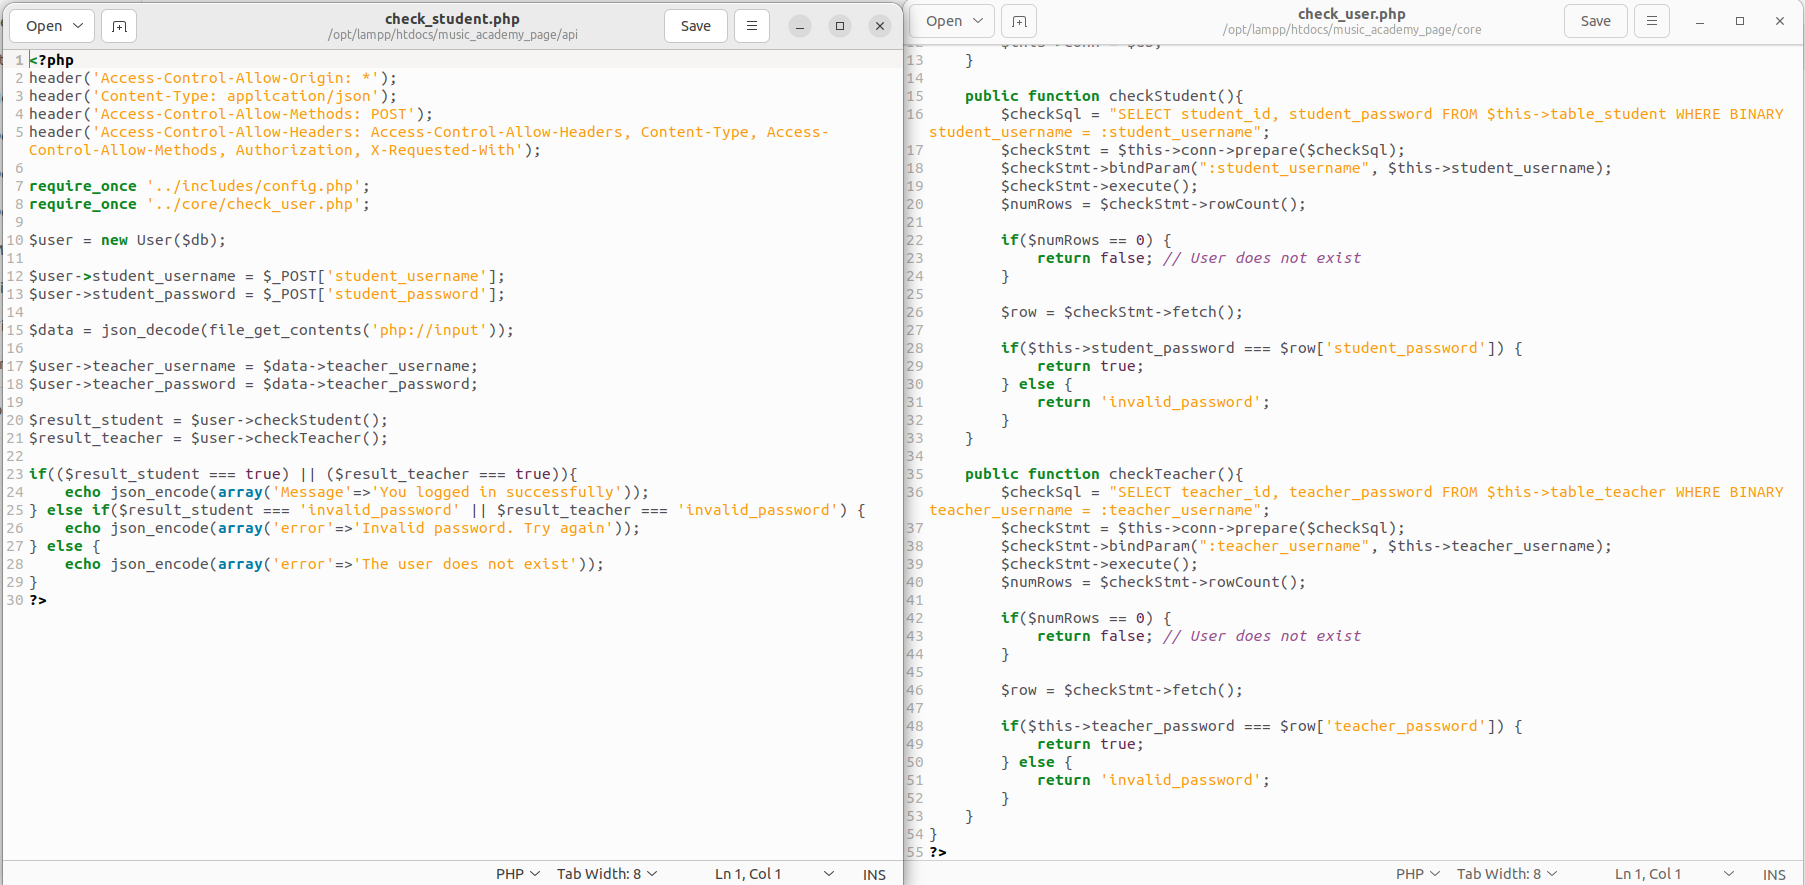 Open
check_student.php
/opt/lampp/htdocs/music_academy_page/api
Save
1 <?php
2 header('Access-Control-Allow-Origin: *');
3 header('Content-Type: application/json');
4 header('Access-Control-Allow-Methods: POST');
5 header('Access-Control-Allow-Headers: Access-Control-Allow-Headers, Content-Type, Access-
Control-Allow-Methods, Authorization, X-Requested-With');
6
7 require_once '../includes/config.php';
8 require_once '../core/check_user.php';
9
10 $user = new User($db);
11
12 $user->student_username = $_POST['student_username'];
13 $user->student_password = $_POST['student_password'];
14
15 $data = json_decode(file_get_contents('php://input'));
16
17 $user->teacher_username = $data->teacher_username;
18 $user->teacher_password = $data->teacher_password;
19
20 $result_student = $user->checkStudent();
21 $result_teacher = $user->checkTeacher();
22
23 if(($result_student === true) || ($result_teacher === true)){
24     echo json_encode(array('Message'=>'You logged in successfully'));
25 } else if($result_student === 'invalid_password' || $result_teacher === 'invalid_password') {
26     echo json_encode(array('error'=>'Invalid password. Try again'));
27 } else {
28     echo json_encode(array('error'=>'The user does not exist'));
29 }
30 ?>
PHP Tab Width: 8 Ln 1, Col 1 INS
Open
check_user.php
/opt/lampp/htdocs/music_academy_page/core
Save
13     }
14
15     public function checkStudent(){
16         $checkSql = "SELECT student_id, student_password FROM $this->table_student WHERE BINARY
student_username = :student_username";
17         $checkStmt = $this->conn->prepare($checkSql);
18         $checkStmt->bindParam(":student_username", $this->student_username);
19         $checkStmt->execute();
20         $numRows = $checkStmt->rowCount();
21
22         if($numRows == 0) {
23             return false; // User does not exist
24         }
25
26         $row = $checkStmt->fetch();
27
28         if($this->student_password === $row['student_password']) {
29             return true;
30         } else {
31             return 'invalid_password';
32         }
33     }
34
35     public function checkTeacher(){
36         $checkSql = "SELECT teacher_id, teacher_password FROM $this->table_teacher WHERE BINARY
teacher_username = :teacher_username";
37         $checkStmt = $this->conn->prepare($checkSql);
38         $checkStmt->bindParam(":teacher_username", $this->teacher_username);
39         $checkStmt->execute();
40         $numRows = $checkStmt->rowCount();
41
42         if($numRows == 0) {
43             return false; // User does not exist
44         }
45
46         $row = $checkStmt->fetch();
47
48         if($this->teacher_password === $row['teacher_password']) {
49             return true;
50         } else {
51             return 'invalid_password';
52         }
53     }
54 }
55 ?>
PHP Tab Width: 8 Ln 1, Col 1 INS